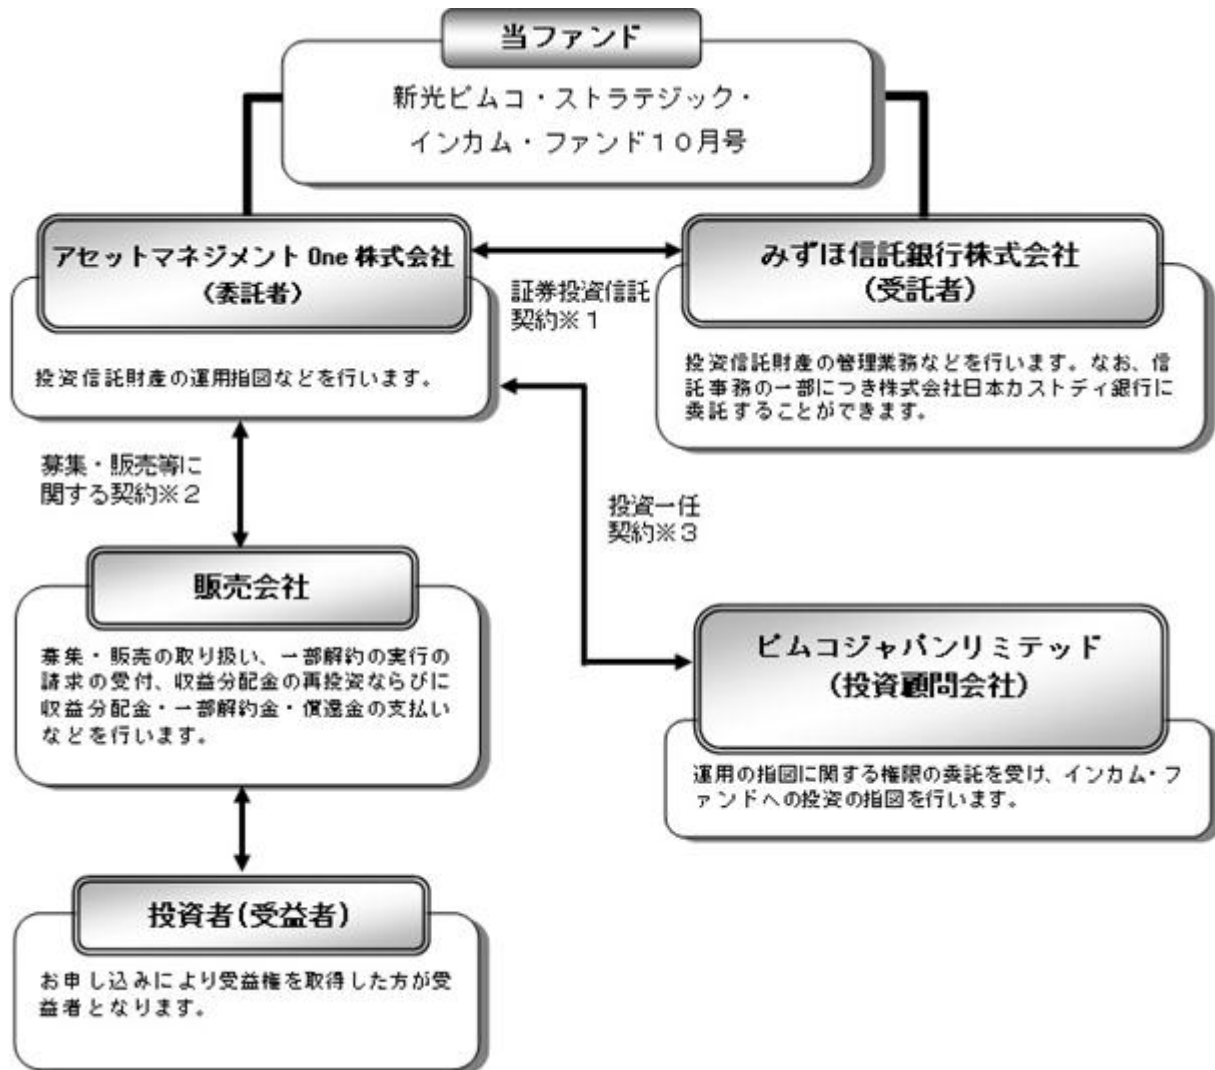 当ファンド
新光ピムコ・ストラテジック・
インカム・ファンド１０月号
アセットマネジメント One 株式会社
（委託者）
投資信託財産の運用指図などを行います。
証券投資信託
契約※１
みずほ信託銀行株式会社
（受託者）
投資信託財産の管理業務などを行います。なお、信
託事務の一部につき株式会社日本カストディ銀行に
委託することができます。
募集・販売等に
関する契約※２
投資一任
契約※３
販売会社
募集・販売の取り扱い、一部解約の実行の
請求の受付、収益分配金の再投資ならびに
収益分配金・一部解約金・償還金の支払い
などを行います。
ピムコジャパンリミテッド
（投資顧問会社）
運用の指図に関する権限の委託を受け、インカム・フ
ァンドへの投資の指図を行います。
投資者（受益者）
お申し込みにより受益権を取得した方が受
益者となります。